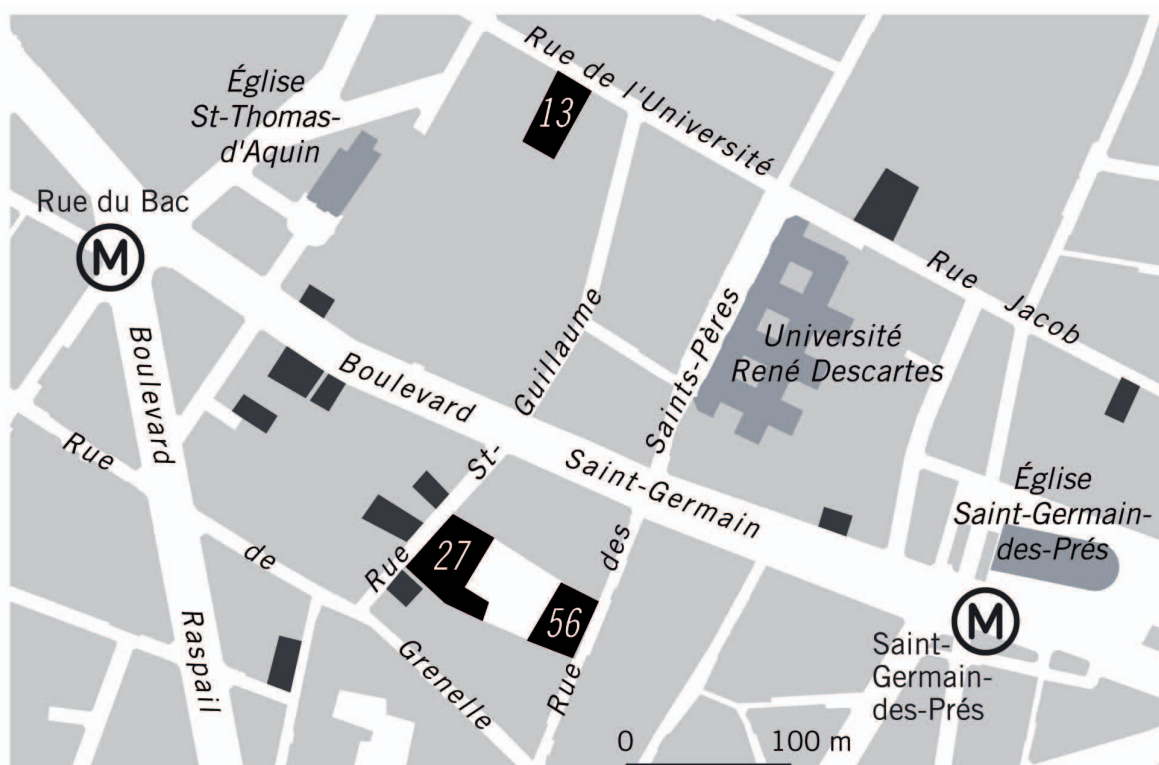 Rue de l'Université
Église
St-Thomas-
d'Aquin
13
Rue du Bac
M
Rue Jacob
Boulevard Raspail
Boulevard Saint-Germain
Rue St-Guillaume
Rue des Saints-Pères
Université
René Descartes
Rue de Grenelle
27
56
Église
Saint-Germain-
des-Prés
M
Saint-
Germain-
des-Prés
0 100 m